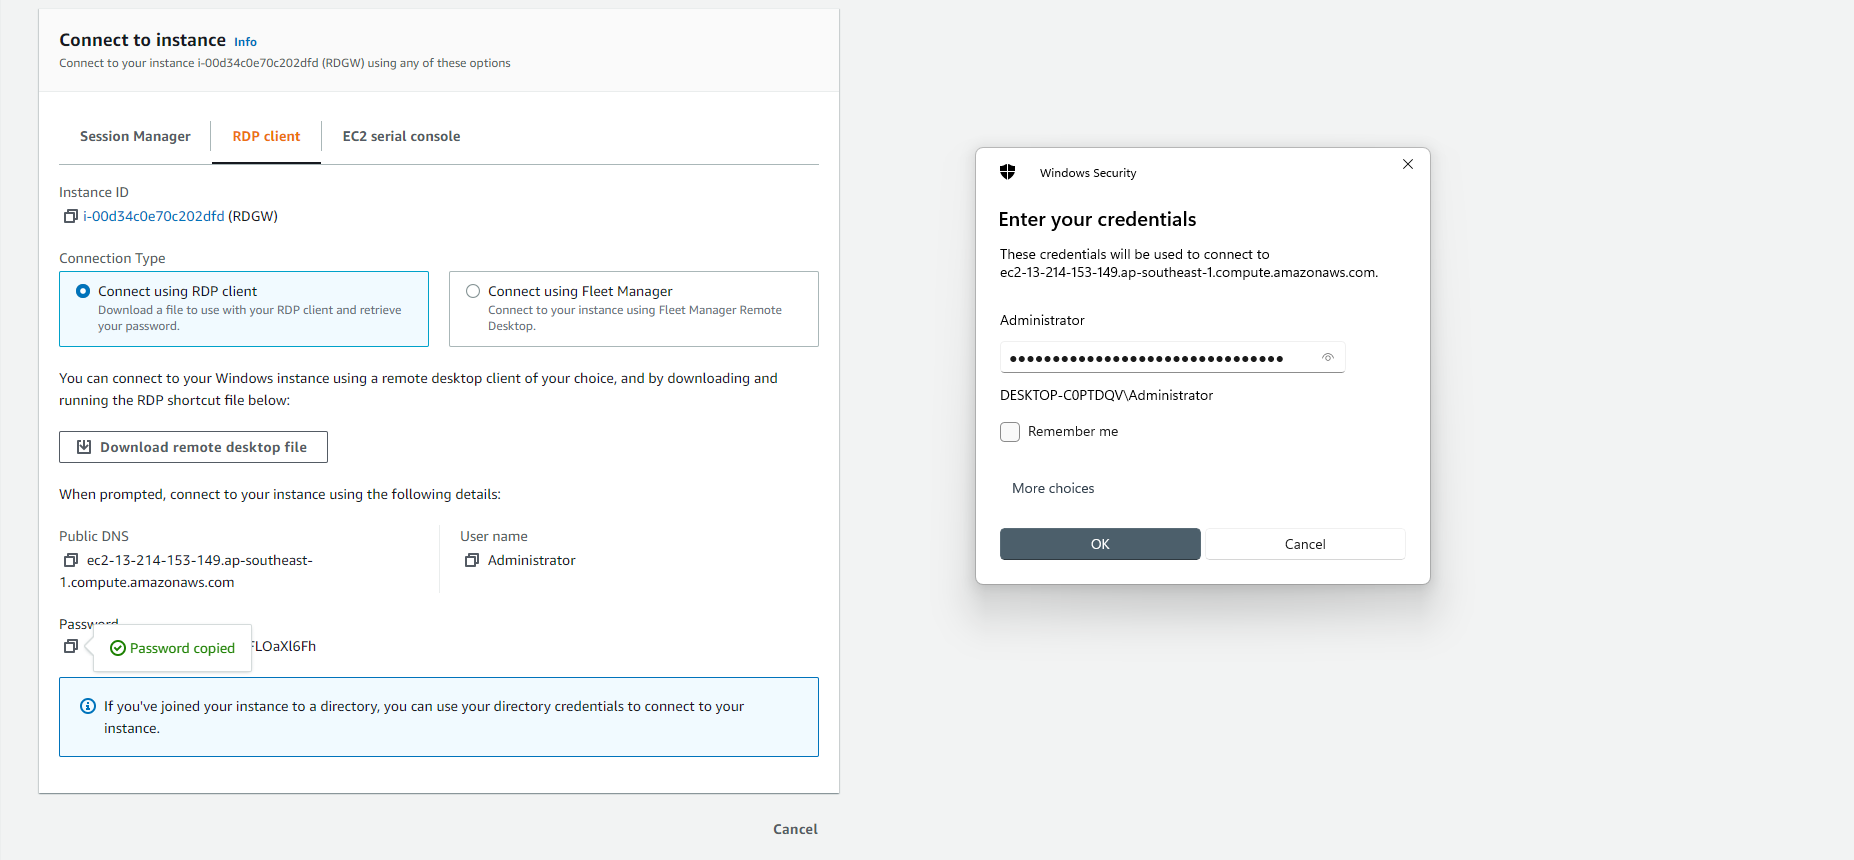 Connect to instance Info
Connect to your instance i-00d34c0e70c202dfd (RDGW) using any of these options
Session Manager
RDP client
EC2 serial console
Instance ID
i-00d34c0e70c202dfd (RDGW)
Connection Type
Connect using RDP client
Download a file to use with your RDP client and retrieve
your password.
Connect using Fleet Manager
Connect to your instance using Fleet Manager Remote
Desktop.
You can connect to your Windows instance using a remote desktop client of your choice, and by downloading and
running the RDP shortcut file below:
Download remote desktop file
When prompted, connect to your instance using the following details:
Public DNS
ec2-13-214-153-149.ap-southeast-
1.compute.amazonaws.com
User name
Administrator
Password
Password copied
FLOaXl6Fh
If you've joined your instance to a directory, you can use your directory credentials to connect to your
instance.
Cancel
Windows Security
Enter your credentials
These credentials will be used to connect to
ec2-13-214-153-149.ap-southeast-1.compute.amazonaws.com.
Administrator
DESKTOP-C0PTDQV\Administrator
Remember me
More choices
OK
Cancel